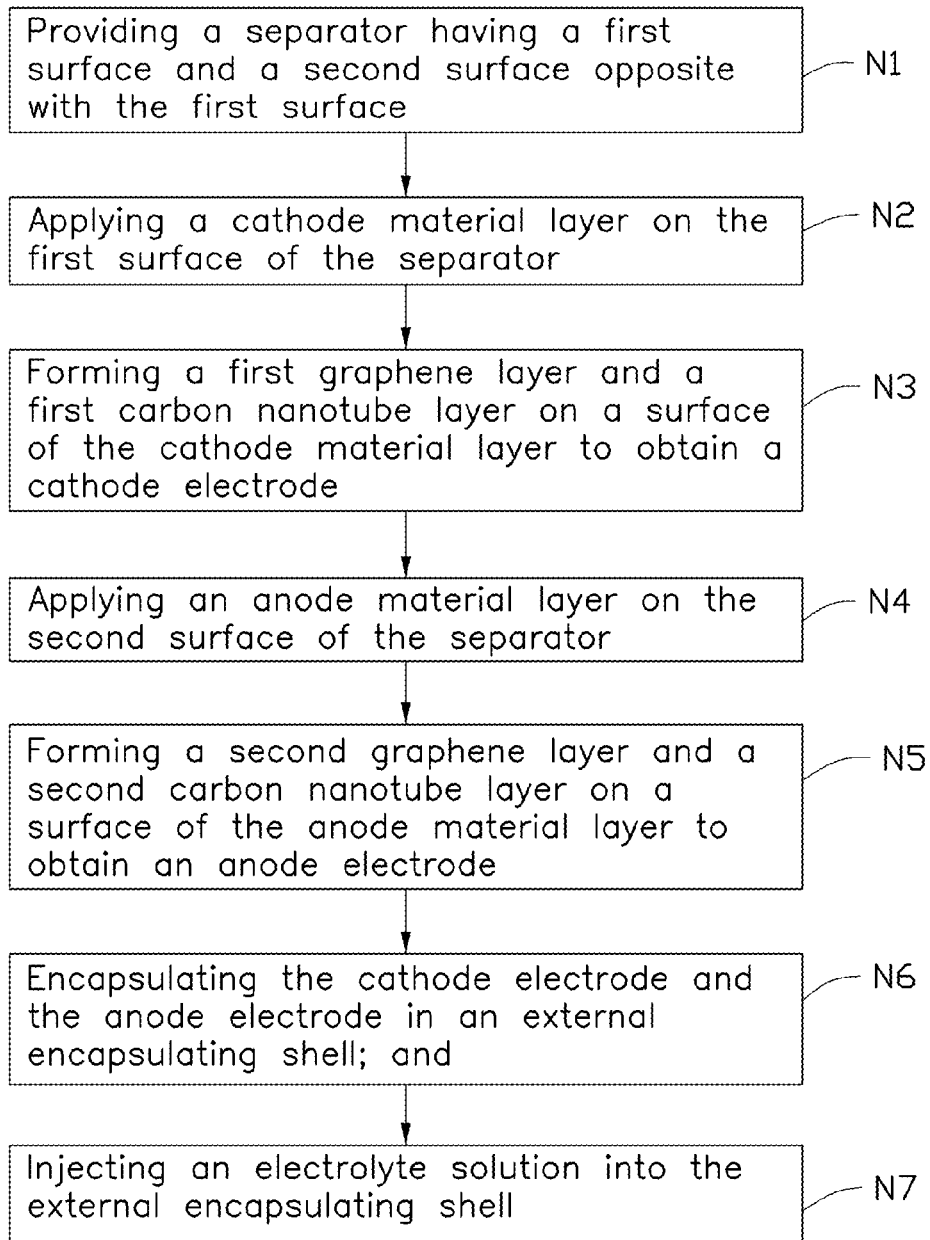 Providing a separator having a first
surface and a second surface opposite
with the first surface
N1
Applying a cathode material layer on the
first surface of the separator
N2
Forming a first graphene layer and a
first carbon nanotube layer on a surface
of the cathode material layer to obtain a
cathode electrode
N3
Applying an anode material layer on the
second surface of the separator
N4
Forming a second graphene layer and a
second carbon nanotube layer on a
surface of the anode material layer to
obtain an anode electrode
N5
Encapsulating the cathode electrode and
the anode electrode in an external
encapsulating shell; and
N6
Injecting an electrolyte solution into the
external encapsulating shell
N7